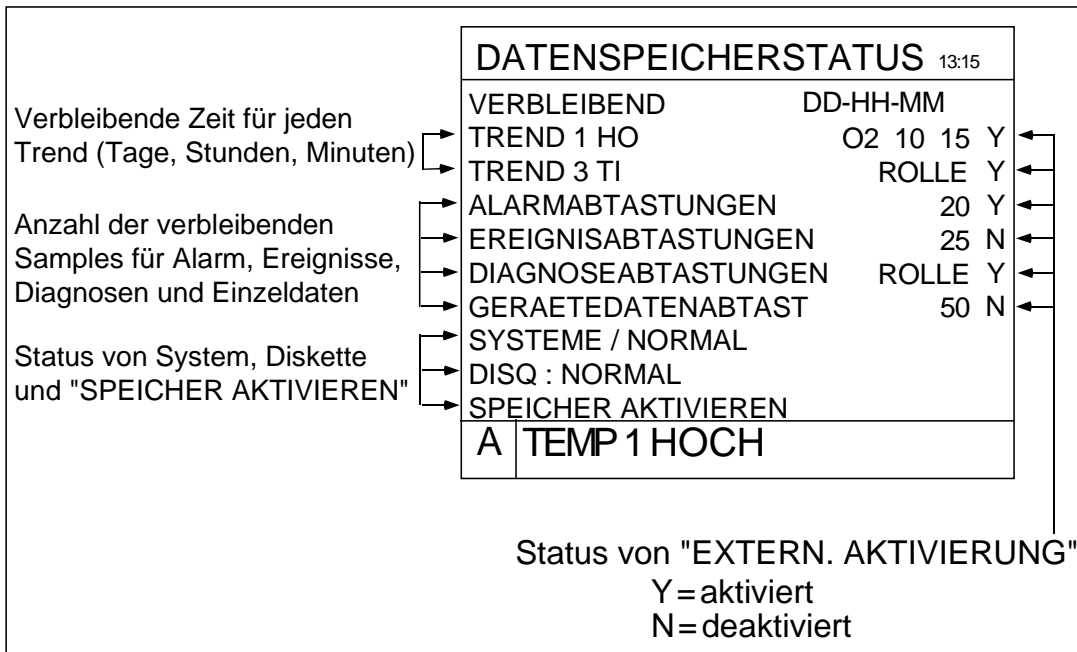 DATENSPEICHERSTATUS 13:15
VERBLEIBEND DD-HH-MM
TREND 1 HO O2 10 15 Y
TREND 3 TI ROLLE Y
ALARMABTASTUNGEN 20 Y
EREIGNISABTASTUNGEN 25 N
DIAGNOSEABTASTUNGEN ROLLE Y
GERAETEDATENABTAST 50 N
SYSTEME / NORMAL
DISQ : NORMAL
SPEICHER AKTIVIEREN
A TEMP 1 HOCH
Verbleibende Zeit für jeden
Trend (Tage, Stunden, Minuten)
Anzahl der verbleibenden
Samples für Alarm, Ereignisse,
Diagnosen und Einzeldaten
Status von System, Diskette
und "SPEICHER AKTIVIEREN"
Status von "EXTERN. AKTIVIERUNG"
Y=aktiviert
N=deaktiviert